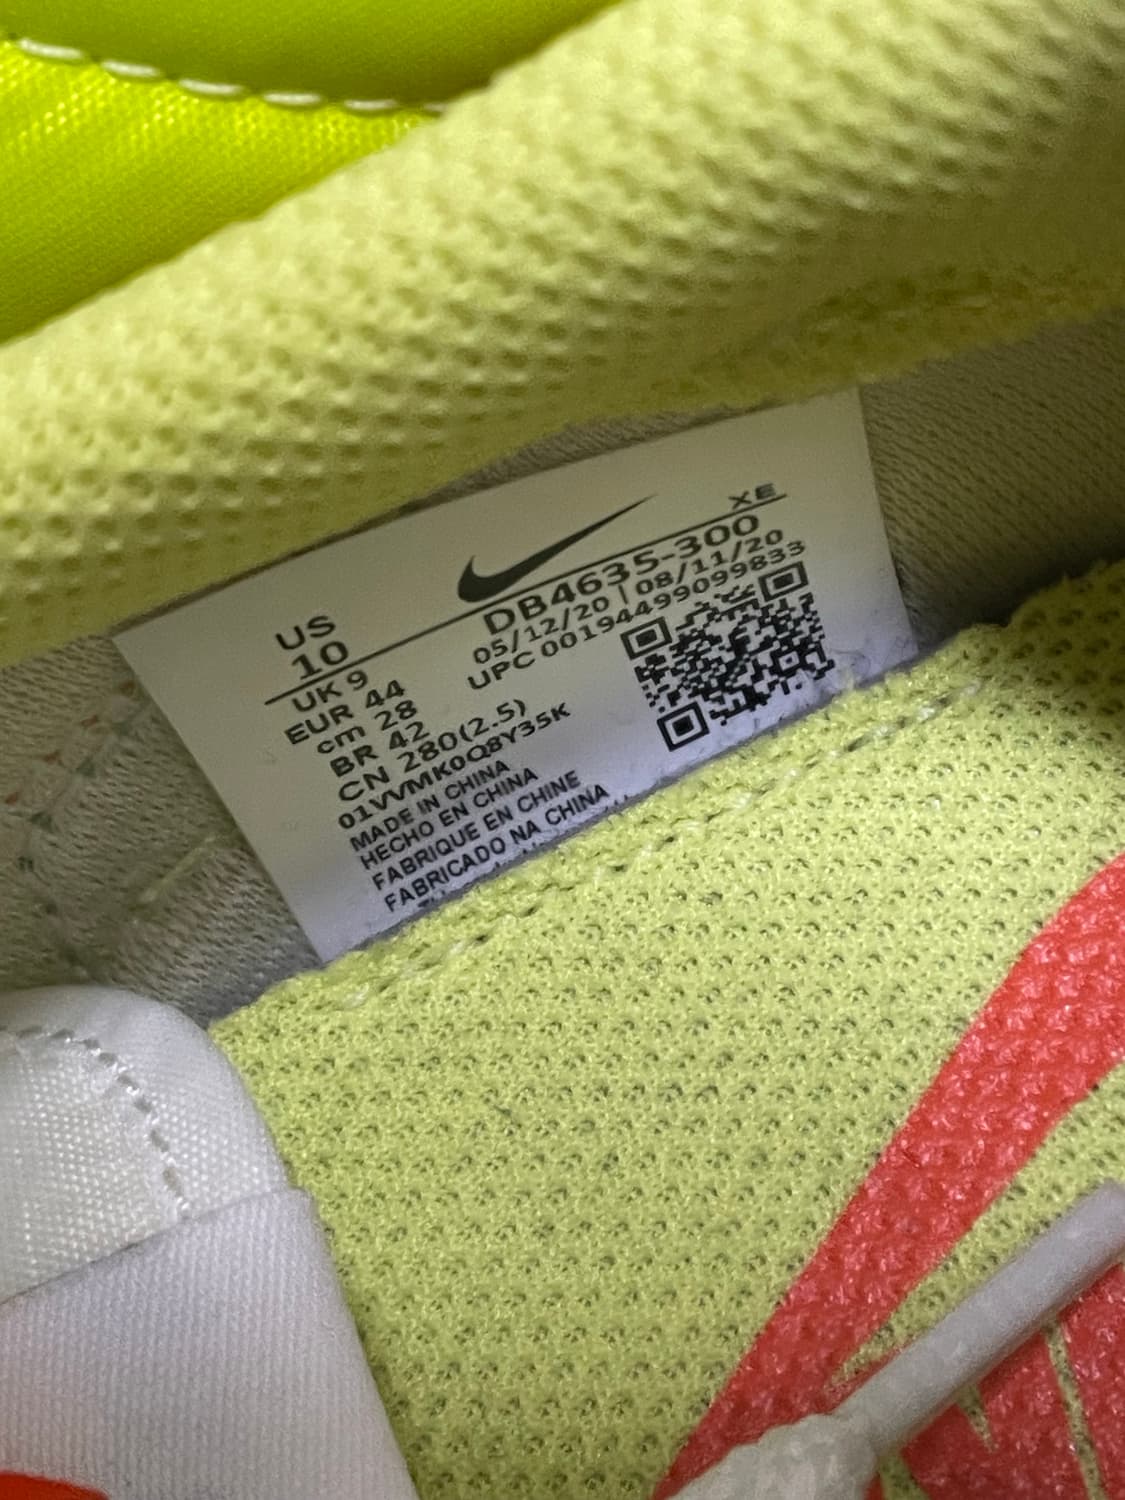 XE
US
10
DB4635-300
05/12/20 | 08/11/20
UPC 00194499099833
UK 9
EUR 44
cm 28
BR 42
CN 280(2.5)
01VVMK0Q8Y35K
MADE IN CHINA
HECHO EN CHINA
FABRIQUE EN CHINE
FABRICADO NA CHINA